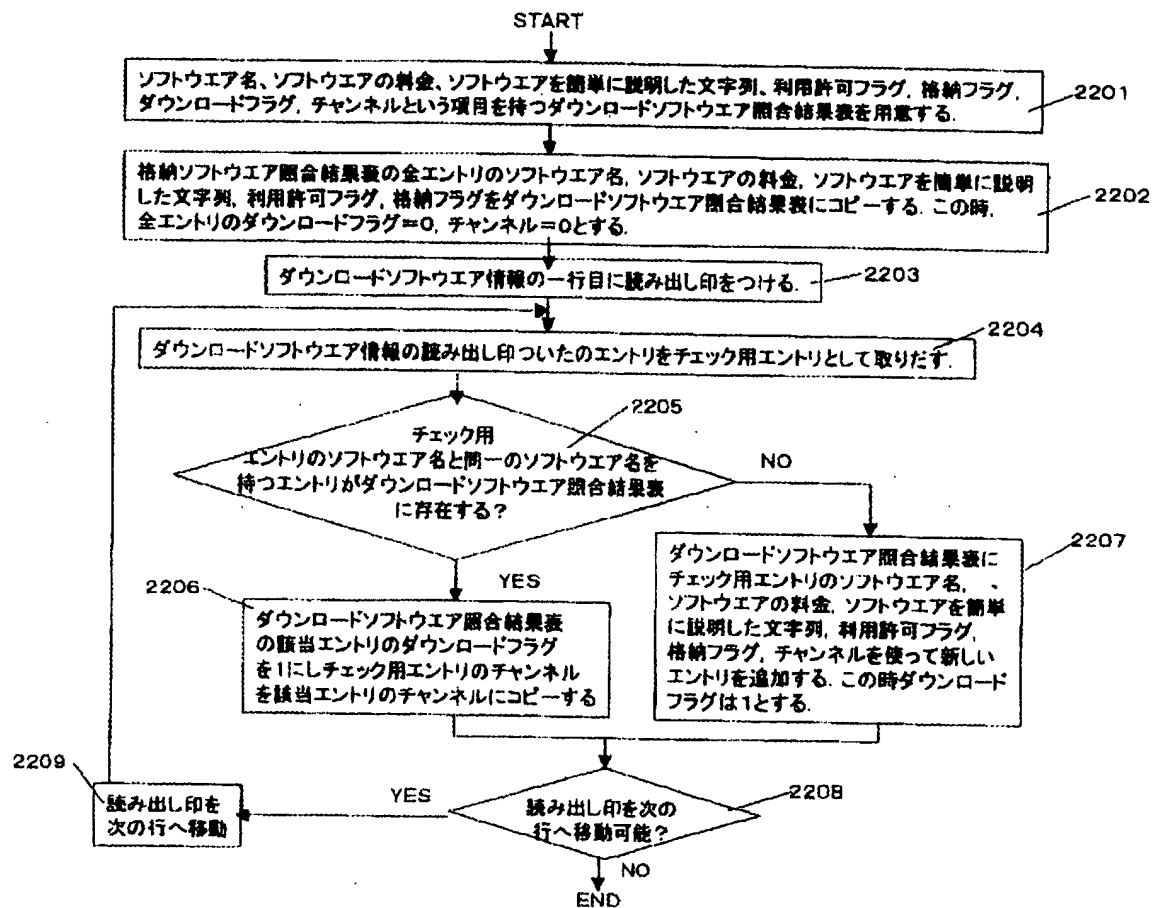 START
ソフトウエア名、ソフトウエアの料金、ソフトウエアを簡単に説明した文字列、利用許可フラグ, 格納フラグ,
ダウンロードフラグ, チャンネルという項目を持つダウンロードソフトウエア照合結果表を用意する.
2201
格納ソフトウエア照合結果表の全エントリのソフトウエア名, ソフトウエアの料金, ソフトウエアを簡単に説明
した文字列, 利用許可フラグ, 格納フラグをダウンロードソフトウエア照合結果表にコピーする. この時,
全エントリのダウンロードフラグ=0, チャンネル=0とする.
2202
ダウンロードソフトウエア情報の一行目に読み出し印をつける.
2203
2204
ダウンロードソフトウエア情報の読み出し印ついたのエントリをチェック用エントリとして取りだす.
2205
チェック用
エントリのソフトウエア名と同一のソフトウエア名を
持つエントリがダウンロードソフトウエア照合結果表
に存在する?
NO
YES
2206
ダウンロードソフトウエア照合結果表
の該当エントリのダウンロードフラグ
を1にしチェック用エントリのチャンネル
を該当エントリのチャンネルにコピーする
2207
ダウンロードソフトウエア照合結果表に
チェック用エントリのソフトウエア名, 、
ソフトウエアの料金, ソフトウエアを簡単
に説明した文字列, 利用許可フラグ,
格納フラグ, チャンネルを使って新しい
エントリを追加する. この時ダウンロード
フラグは1とする.
2208
読み出し印を次の
行へ移動可能?
YES
2209
読み出し印を
次の行へ移動
NO
END